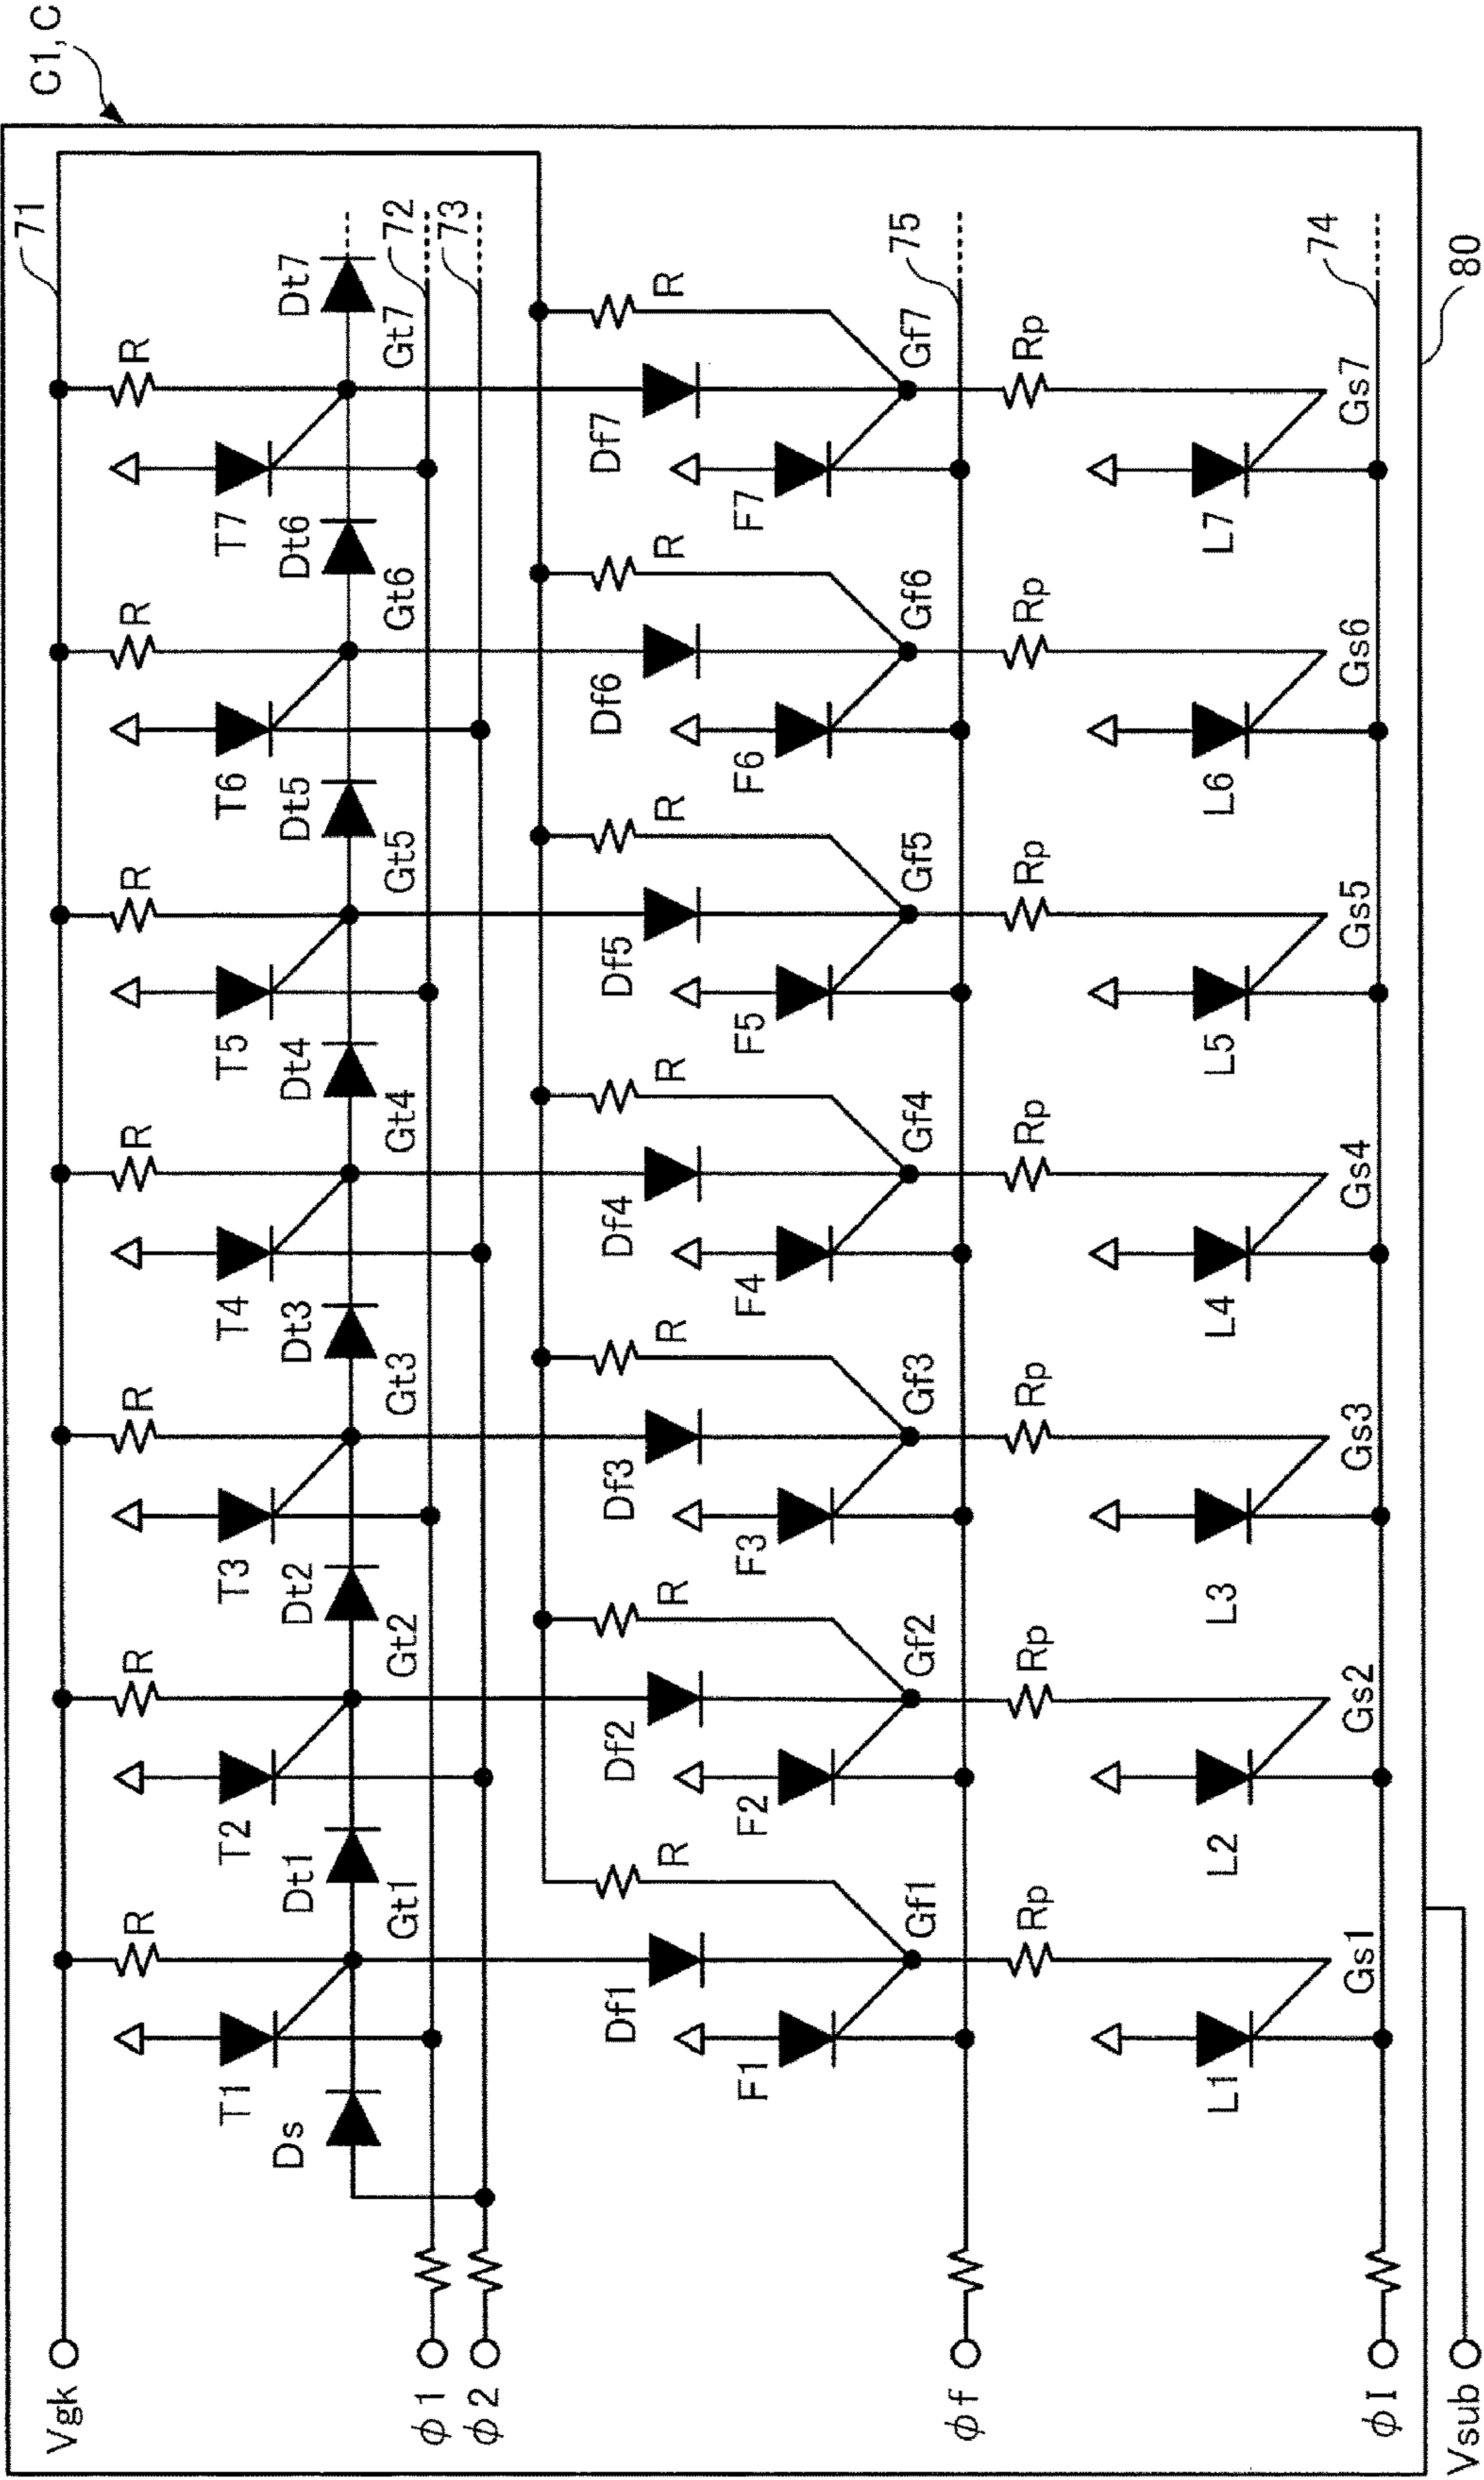 C1, C
71
R R R R R R R
T1 T2 T3 T4 T5 T6 T7
Ds Dt1 Dt2 Dt3 Dt4 Dt5 Dt6 Dt7
Gt1 Gt2 Gt3 Gt4 Gt5 Gt6 Gt7
72
73
R R R R R R R
Df1 Df2 Df3 Df4 Df5 Df6 Df7
F1 F2 F3 F4 F5 F6 F7
Gf1 Gf2 Gf3 Gf4 Gf5 Gf6 Gf7
75
Rp Rp Rp Rp Rp Rp Rp
L1 L2 L3 L4 L5 L6 L7
Gs1 Gs2 Gs3 Gs4 Gs5 Gs6 Gs7
74
80
Vgk
φ1
φ2
φf
φI
Vsub